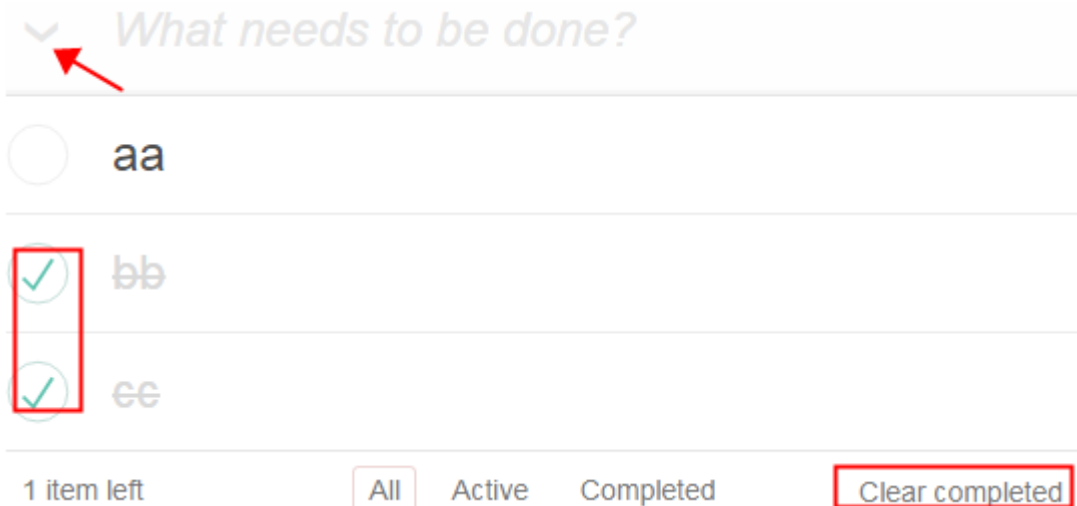 What needs to be done?
aa
bb
cc
1 item left All Active Completed Clear completed